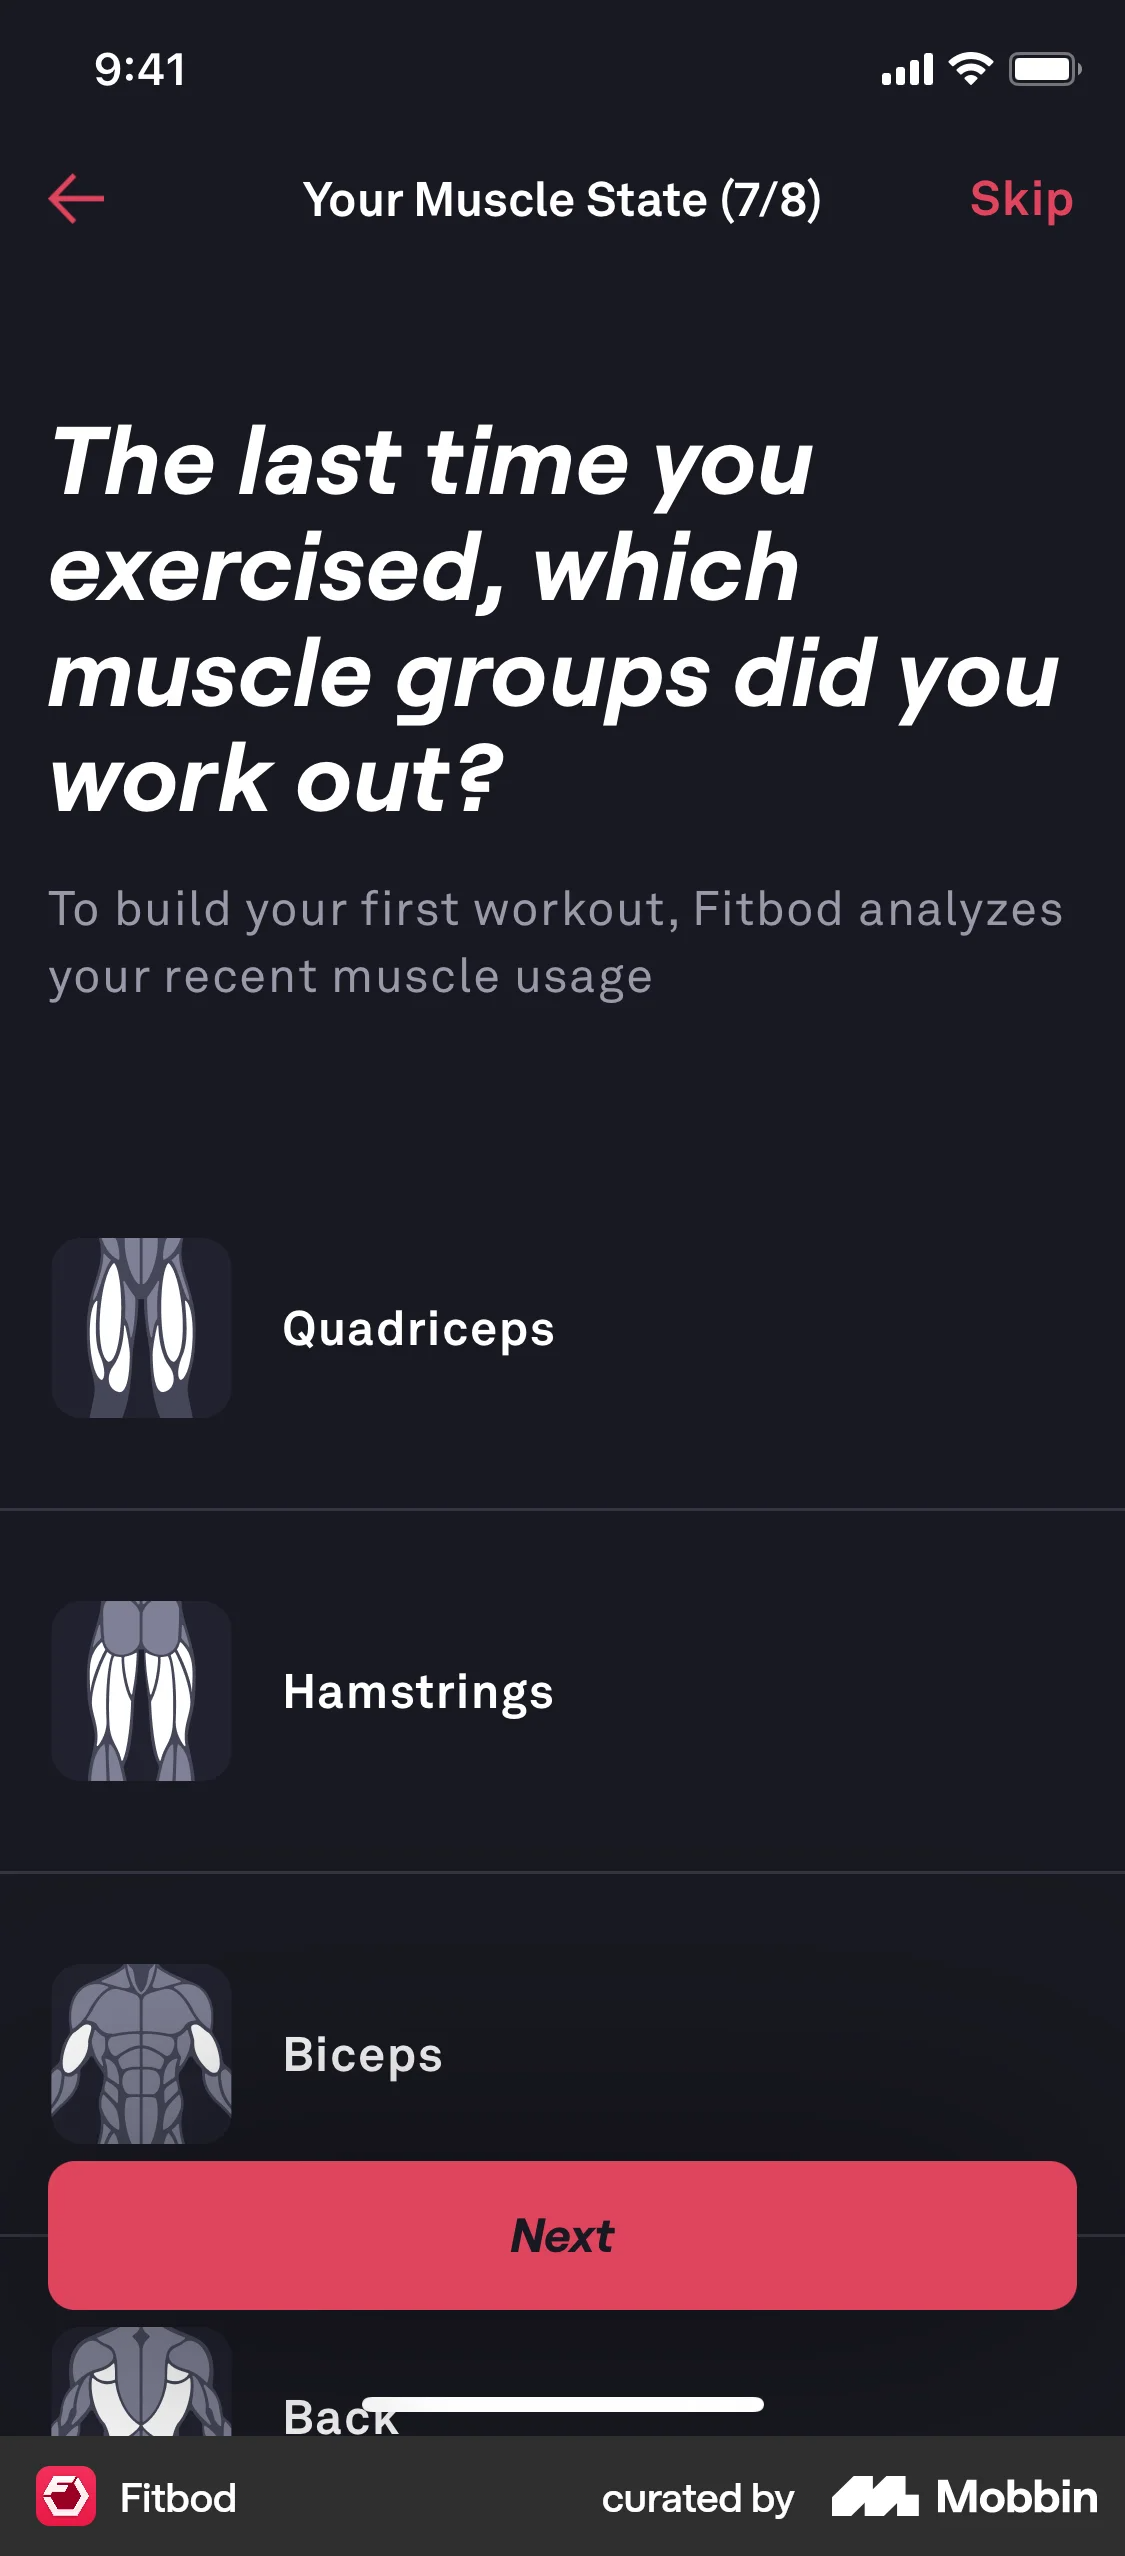 9:41
Your Muscle State (7/8)
Skip
The last time you
exercised, which
muscle groups did you
work out?
To build your first workout, Fitbod analyzes
your recent muscle usage
Quadriceps
Hamstrings
Biceps
Next
Back
Fitbod
curated by
Mobbin